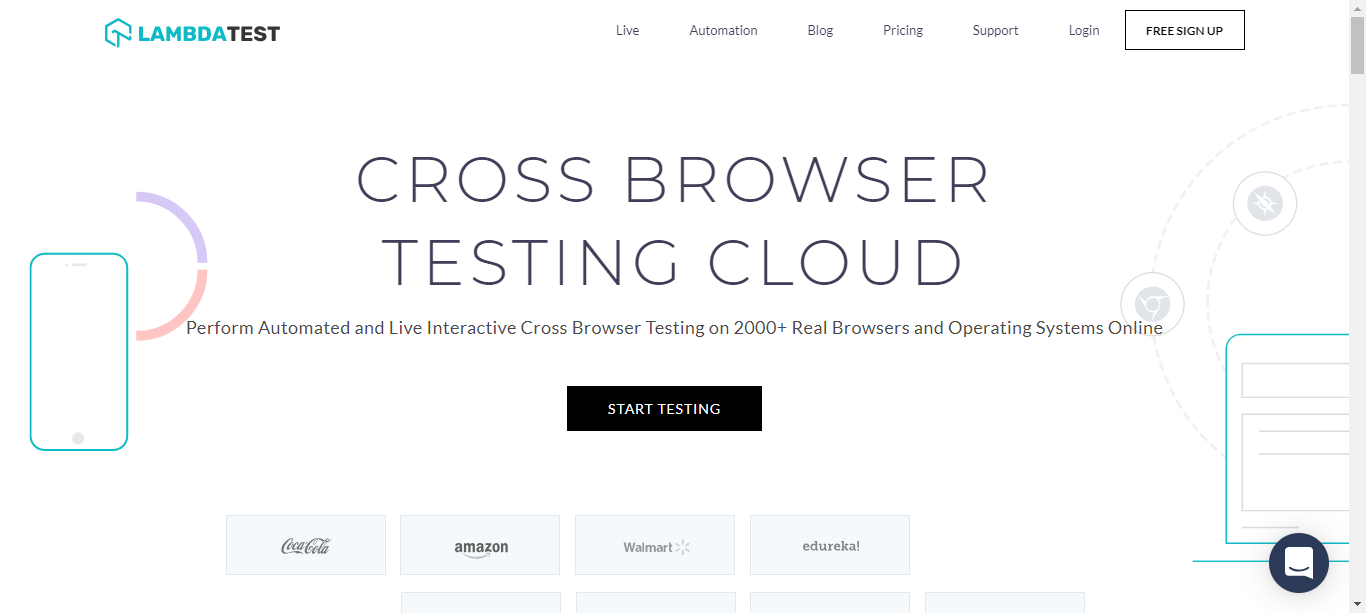 LAMBDATEST
Live
Automation
Blog
Pricing
Support
Login
FREE SIGN UP
CROSS BROWSER
TESTING CLOUD
Perform Automated and Live Interactive Cross Browser Testing on 2000+ Real Browsers and Operating Systems Online
START TESTING
Coca-Cola
amazon
Walmart
edureka!